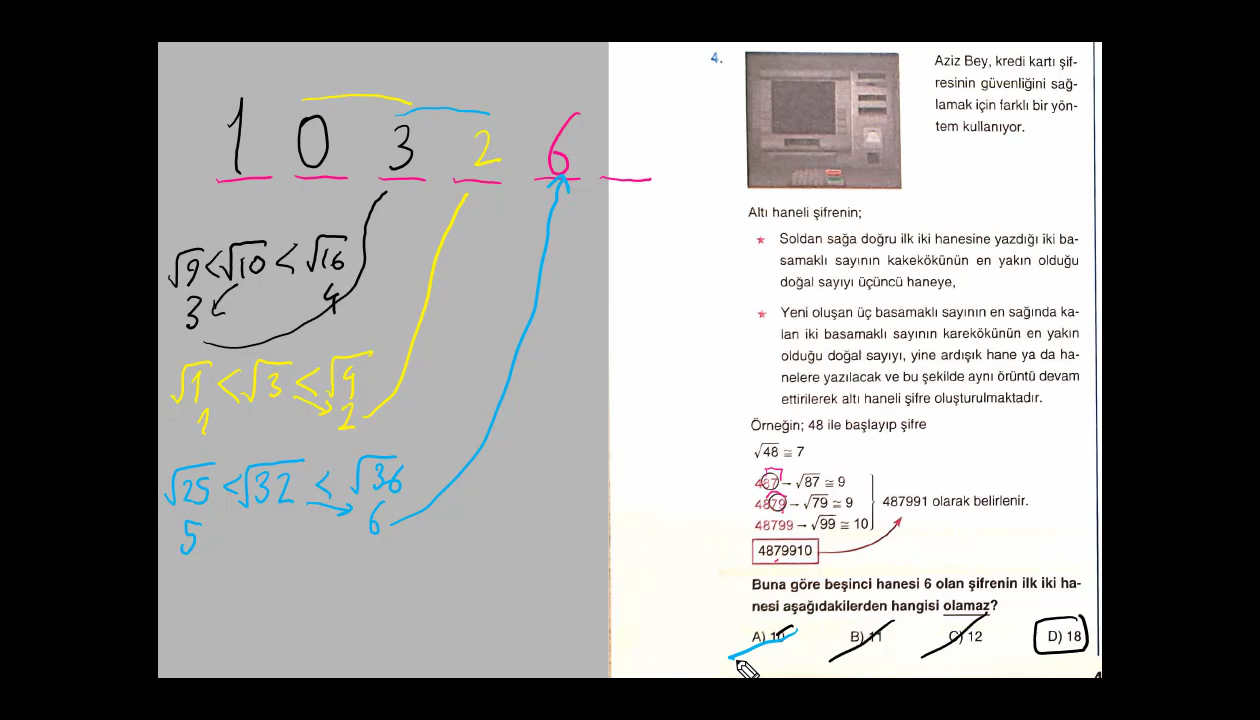 1 0 3 2 6
√9 < √10 < √16
3 4
√1 < √3 < √4
1 2
√25 < √32 < √36
5 6
4.
Aziz Bey, kredi kartı şif-
resinin güvenliğini sağ-
lamak için farklı bir yön-
tem kullanıyor.
Altı haneli şifrenin;
★ Soldan sağa doğru ilk iki hanesine yazdığı iki ba-
samaklı sayının kakekökünün en yakın olduğu
doğal sayıyı üçüncü haneye,
★ Yeni oluşan üç basamaklı sayının en sağında ka-
lan iki basamaklı sayının karekökünün en yakın
olduğu doğal sayıyı, yine ardışık hane ya da ha-
nelere yazılacak ve bu şekilde aynı örüntü devam
ettirilerek altı haneli şifre oluşturulmaktadır.
Örneğin; 48 ile başlayıp şifre
√48 ≅ 7
487 – √87 ≅ 9
4879 – √79 ≅ 9
487991 olarak belirlenir.
48799 – √99 ≅ 10
4879910
Buna göre beşinci hanesi 6 olan şifrenin ilk iki ha-
nesi aşağıdakilerden hangisi olamaz?
A) 10 B) 11 C) 12 D) 18